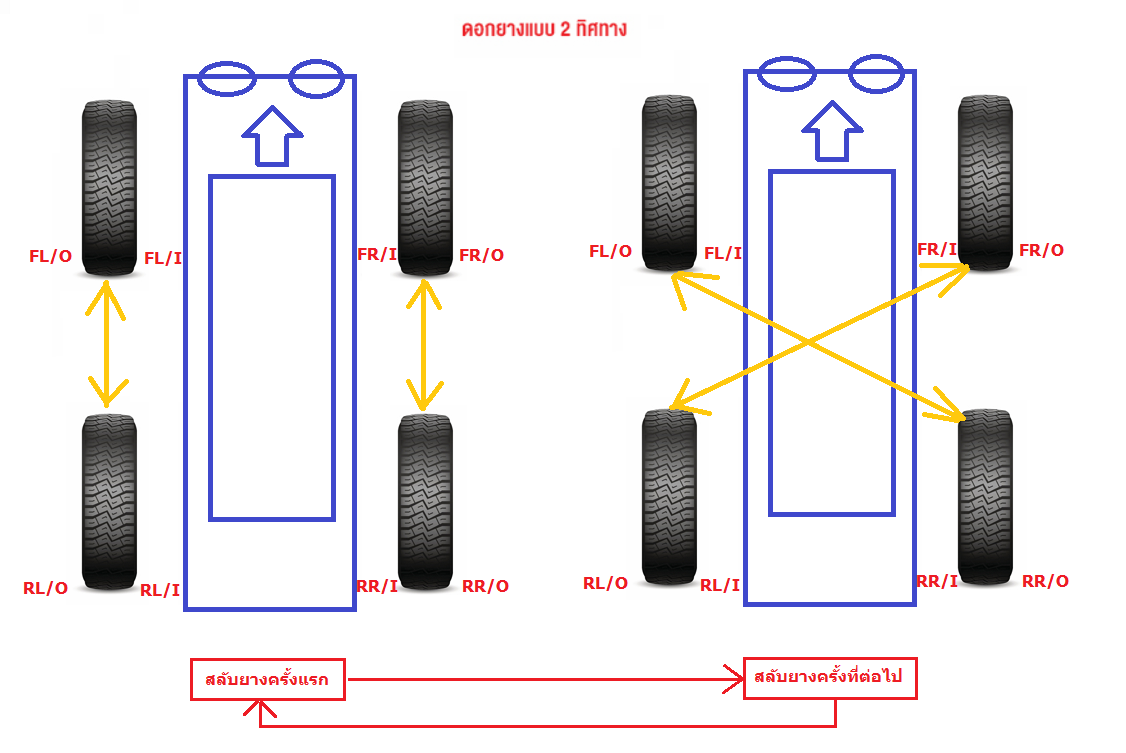 ดอกยางแบบ 2 ทิศทาง
FL/O
FL/I
FR/I
FR/O
FL/O
FL/I
FR/I
FR/O
RL/O
RL/I
RR/I
RR/O
RL/O
RL/I
RR/I
RR/O
สลับยางครั้งแรก
สลับยางครั้งที่ต่อไป